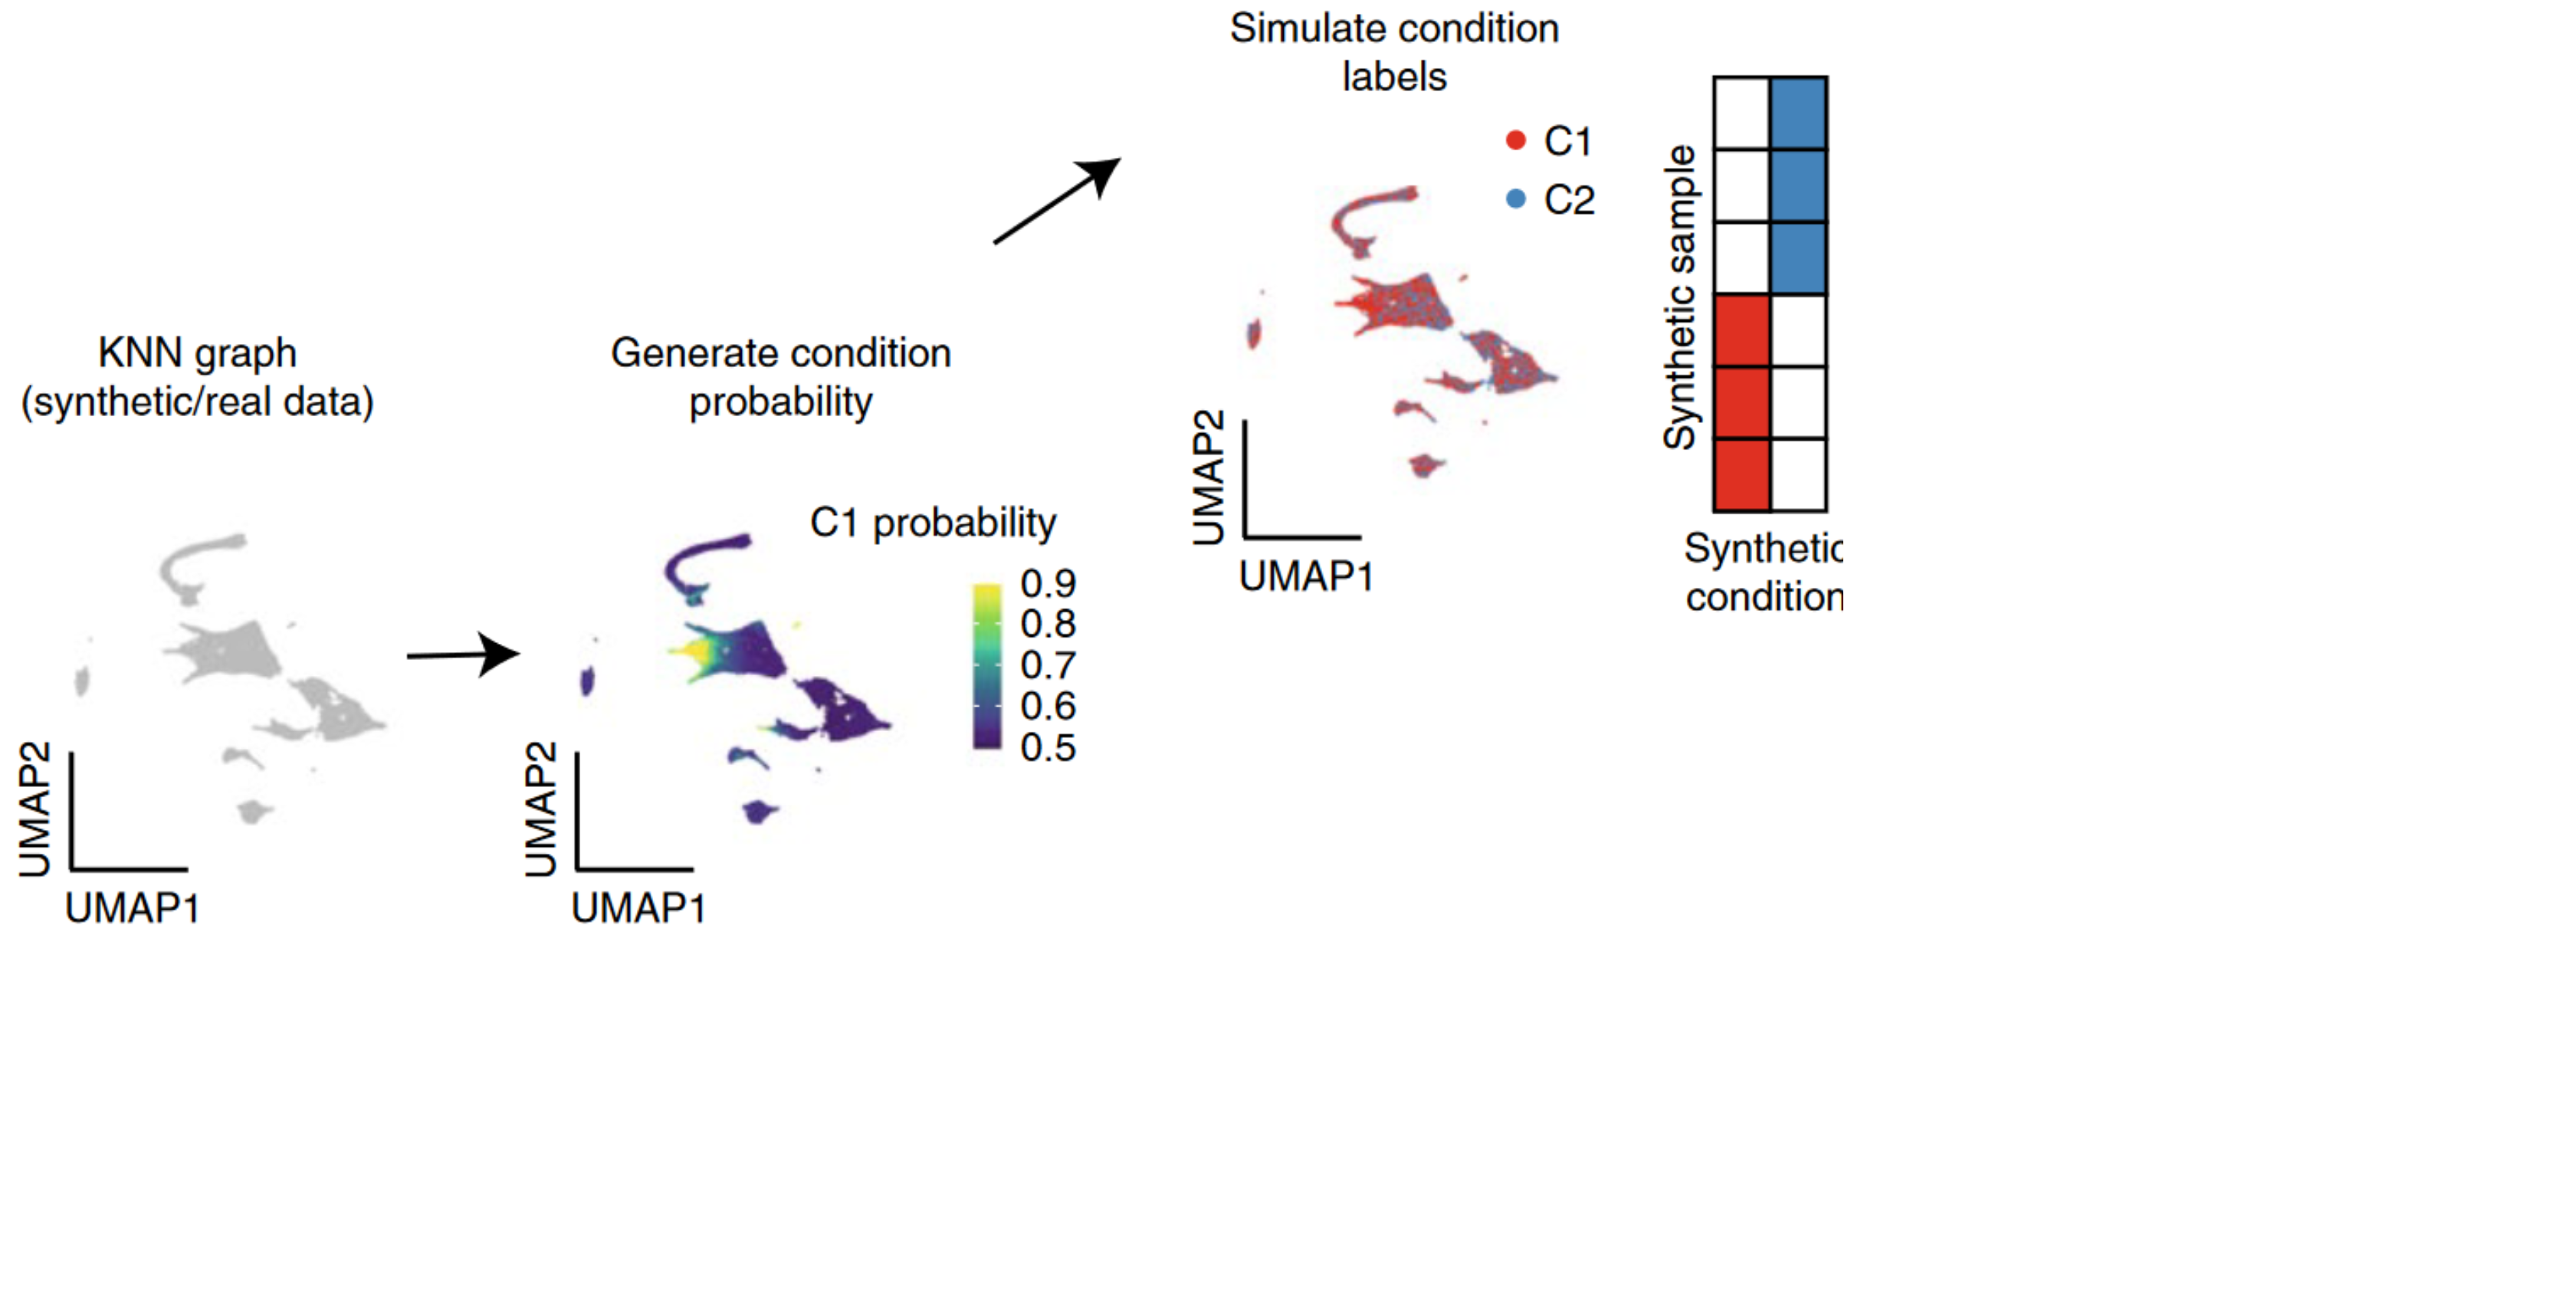 Simulate condition
labels
C1
C2
Synthetic sample
UMAP2
UMAP1
Synthetic
condition
KNN graph
(synthetic/real data)
UMAP2
UMAP1
Generate condition
probability
C1 probability
0.9
0.8
0.7
0.6
0.5
UMAP2
UMAP1